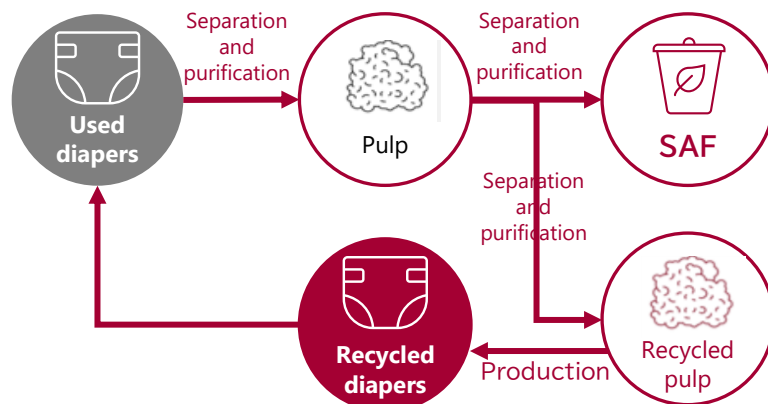 Separation
and
purification
Separation
and
purification
Used
diapers
Pulp
SAF
Separation
and
purification
Recycled
diapers
Production
Recycled
pulp